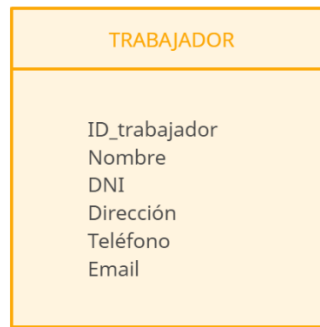 TRABAJADOR
ID_trabajador
Nombre
DNI
Dirección
Teléfono
Email